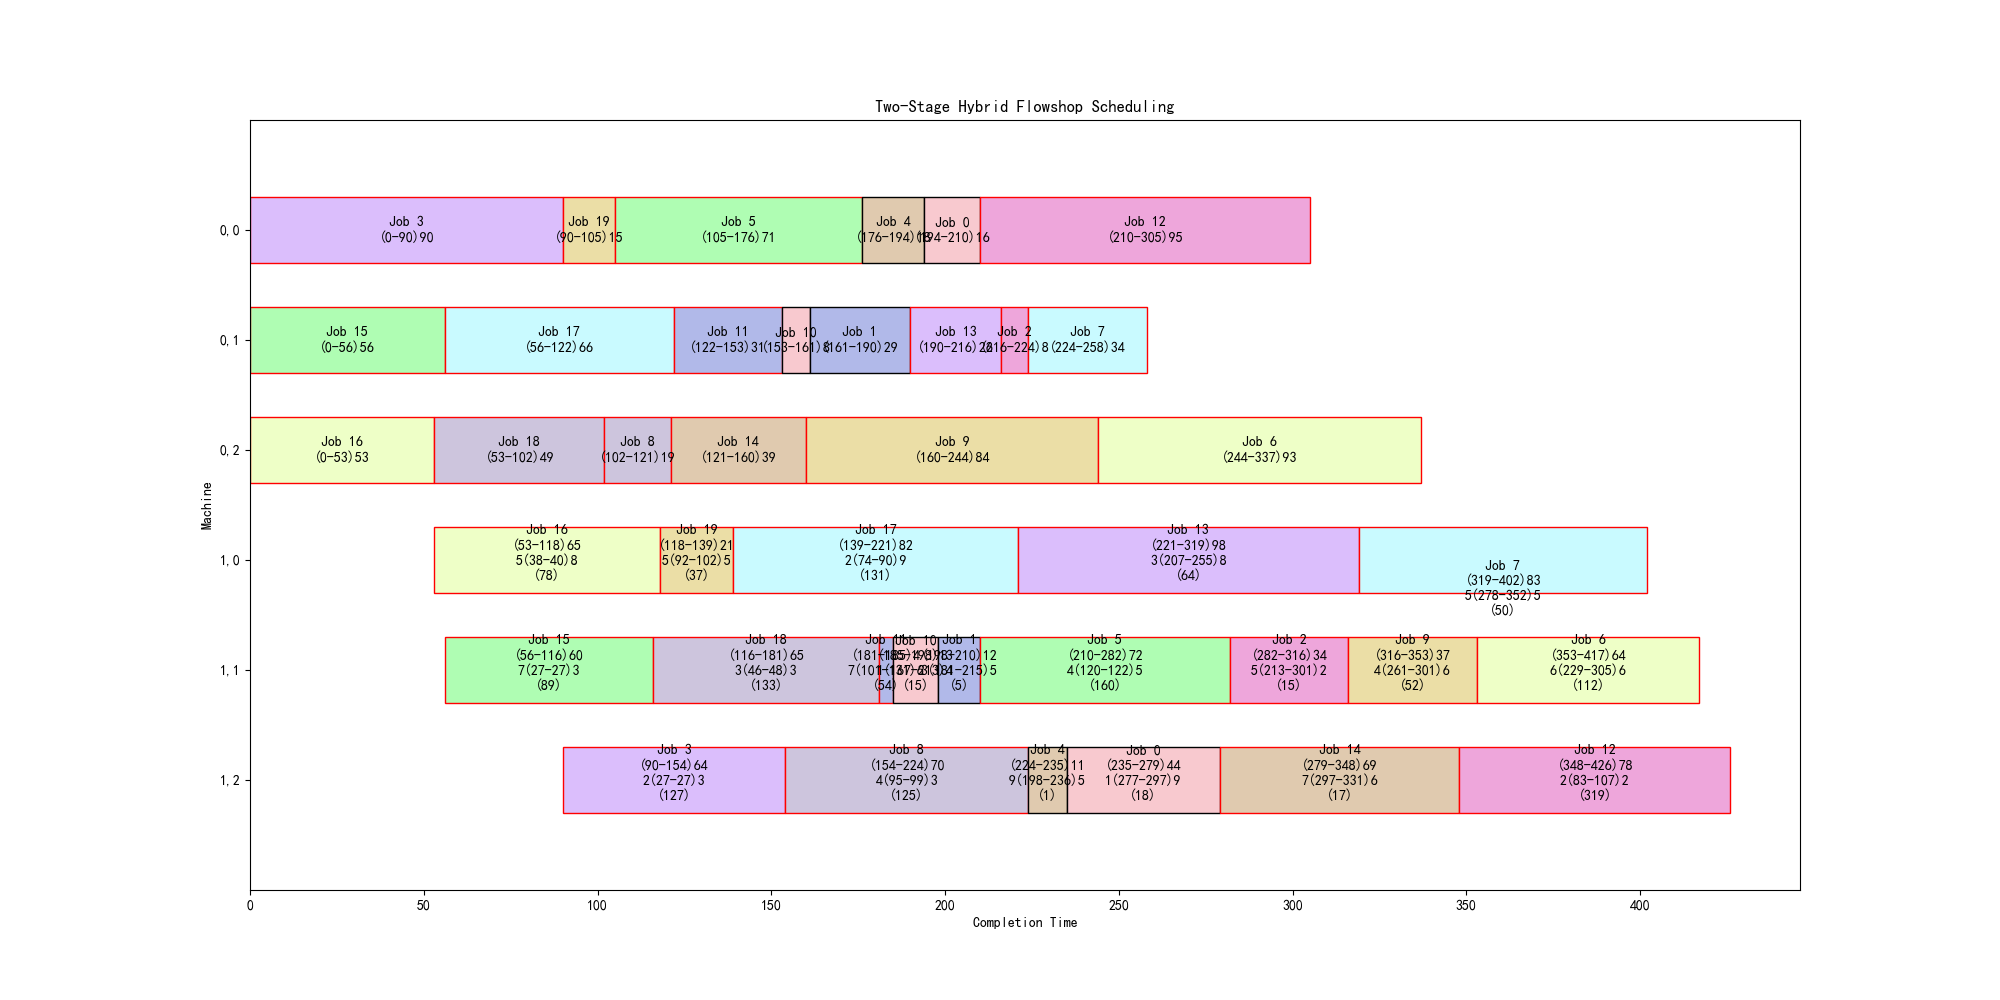 Two-Stage Hybrid Flowshop Scheduling
Machine
0,0
Job 3
(0-90)90
Job 19
(90-105)15
Job 5
(105-176)71
Job 4
(176-194)18
Job 0
(194-210)16
Job 12
(210-305)95
0,1
Job 15
(0-56)56
Job 17
(56-122)66
Job 11
(122-153)31
Job 10
(153-161)8
Job 1
(161-190)29
Job 13
(190-216)26
Job 2
(216-224)8
Job 7
(224-258)34
0,2
Job 16
(0-53)53
Job 18
(53-102)49
Job 8
(102-121)19
Job 14
(121-160)39
Job 9
(160-244)84
Job 6
(244-337)93
1,0
Job 16
(53-118)65
5(38-40)8
(78)
Job 19
(118-139)21
5(92-102)5
(37)
Job 17
(139-221)82
2(74-90)9
(131)
Job 13
(221-319)98
3(207-255)8
(64)
Job 7
(319-402)83
5(278-352)5
(50)
1,1
Job 15
(56-116)60
7(27-27)3
(89)
Job 18
(116-181)65
3(46-48)3
(133)
Job 11
(181-185)4
(54)
Job 10
(185-198)13
(15)
Job 1
(198-210)12
(5)
Job 5
(210-282)72
4(120-122)5
(160)
Job 2
(282-316)34
5(213-301)2
(15)
Job 9
(316-353)37
4(261-301)6
(52)
Job 6
(353-417)64
6(229-305)6
(112)
1,2
Job 3
(90-154)64
2(27-27)3
(127)
Job 8
(154-224)70
4(95-99)3
(125)
Job 4
(224-235)11
9(198-236)5
(1)
Job 0
(235-279)44
1(277-297)9
(18)
Job 14
(279-348)69
7(297-331)6
(17)
Job 12
(348-426)78
2(83-107)2
(319)
0
50
100
150
200
250
300
350
400
Completion Time